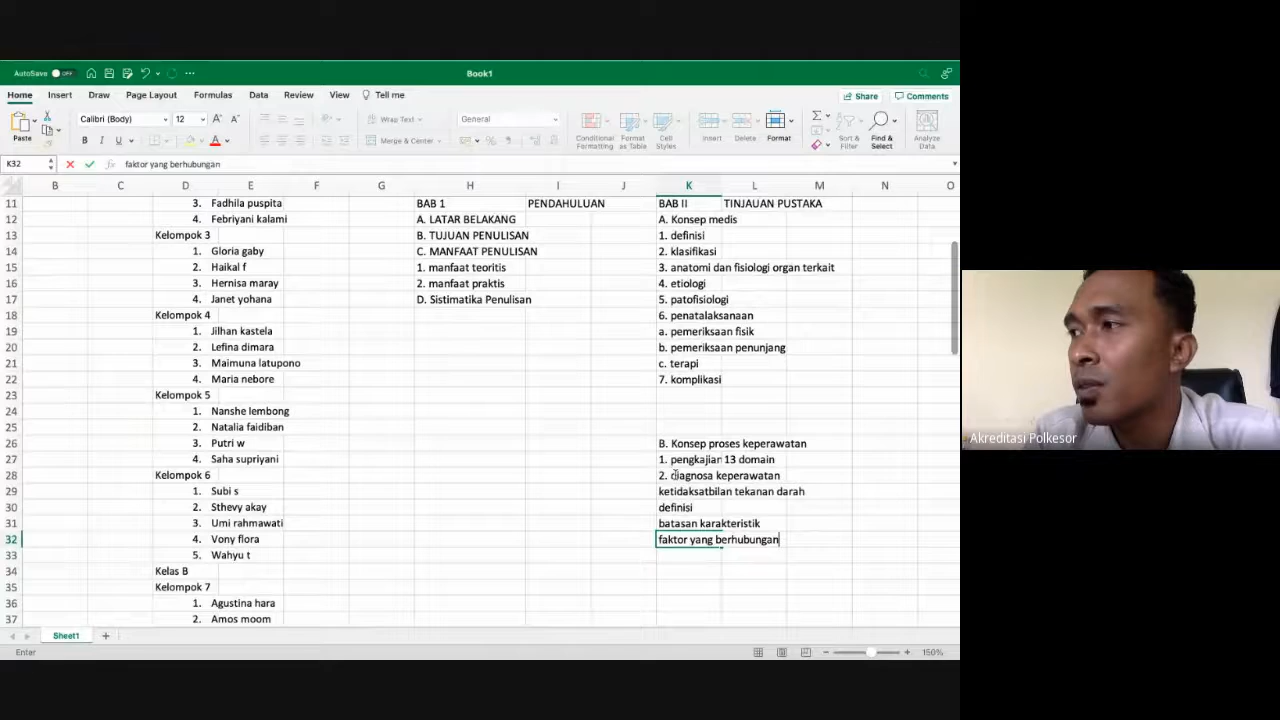 AutoSave OFF Book1
Home Insert Draw Page Layout Formulas Data Review View Tell me Share Comments
Paste Calibri (Body) 12 A A Wrap Text General Conditional Formatting Format as Table Cell Styles Insert Delete Format Sort & Filter Find & Select Analyze Data
B I U A Merge & Center
K32 fx faktor yang berhubungan
B C D E F G H I J K L M N O
11 3. Fadhila puspita BAB 1 PENDAHULUAN BAB II TINJAUAN PUSTAKA
12 4. Febriyani kalami A. LATAR BELAKANG A. Konsep medis
13 Kelompok 3 B. TUJUAN PENULISAN 1. definisi
14 1. Gloria gaby C. MANFAAT PENULISAN 2. klasifikasi
15 2. Haikal f 1. manfaat teoritis 3. anatomi dan fisiologi organ terkait
16 3. Hernisa maray 2. manfaat praktis 4. etiologi
17 4. Janet yohana D. Sistimatika Penulisan 5. patofisiologi
18 Kelompok 4 6. penatalaksanaan
19 1. Jilhan kastela a. pemeriksaan fisik
20 2. Lefina dimara b. pemeriksaan penunjang
21 3. Maimuna latupono c. terapi
22 4. Maria nebore 7. komplikasi
23 Kelompok 5
24 1. Nanshe lembong
25 2. Natalia faidiban
26 3. Putri w B. Konsep proses keperawatan
27 4. Saha supriyani 1. pengkajian 13 domain
28 Kelompok 6 2. diagnosa keperawatan
29 1. Subi s ketidaksatbilan tekanan darah
30 2. Sthevy akay definisi
31 3. Umi rahmawati batasan karakteristik
32 4. Vony flora faktor yang berhubungan
33 5. Wahyu t
34 Kelas B
35 Kelompok 7
36 1. Agustina hara
37 2. Amos moom
Sheet1 +
Enter 150%
Akreditasi Polkesor